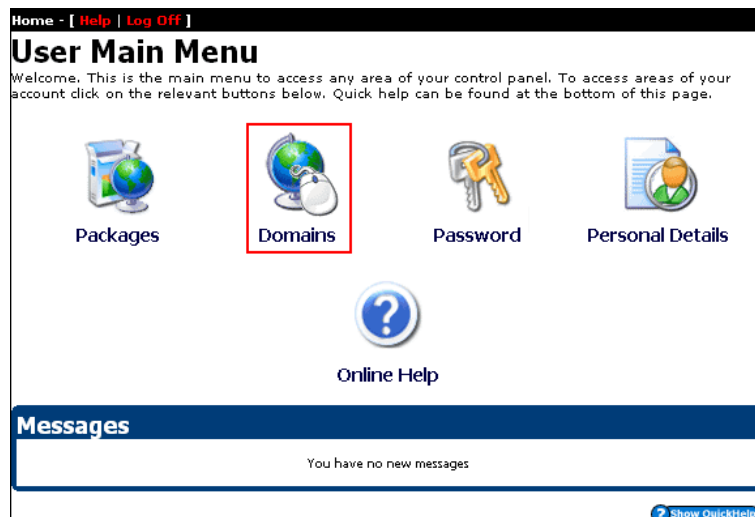 Home - [ Help | Log Off ]
User Main Menu
Welcome. This is the main menu to access any area of your control panel. To access areas of your
account click on the relevant buttons below. Quick help can be found at the bottom of this page.
Packages
Domains
Password
Personal Details
?
Online Help
Messages
You have no new messages
? Show QuickHelp